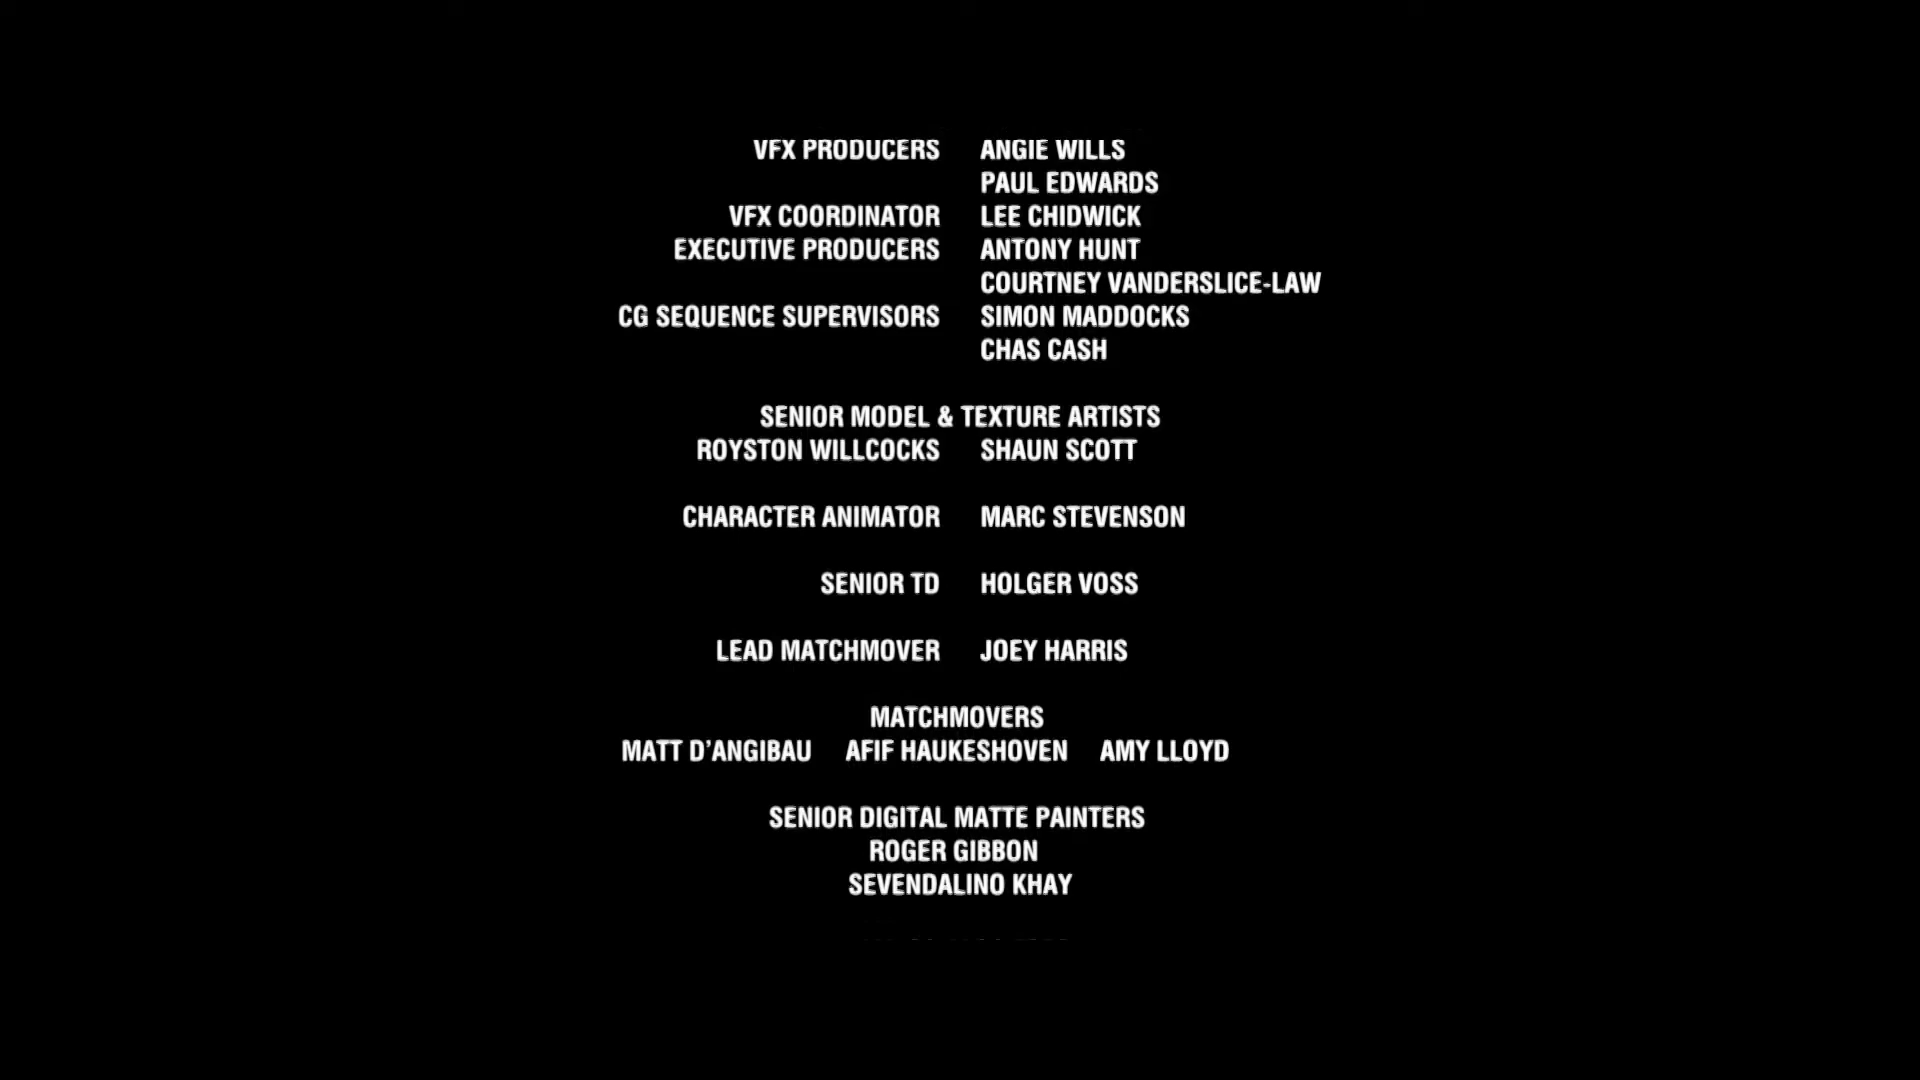 VFX PRODUCERS ANGIE WILLS
PAUL EDWARDS
VFX COORDINATOR LEE CHIDWICK
EXECUTIVE PRODUCERS ANTONY HUNT
COURTNEY VANDERSLICE-LAW
CG SEQUENCE SUPERVISORS SIMON MADDOCKS
CHAS CASH
SENIOR MODEL & TEXTURE ARTISTS
ROYSTON WILLCOCKS SHAUN SCOTT
CHARACTER ANIMATOR MARC STEVENSON
SENIOR TD HOLGER VOSS
LEAD MATCHMOVER JOEY HARRIS
MATCHMOVERS
MATT D’ANGIBAU AFIF HAUKESHOVEN AMY LLOYD
SENIOR DIGITAL MATTE PAINTERS
ROGER GIBBON
SEVENDALINO KHAY